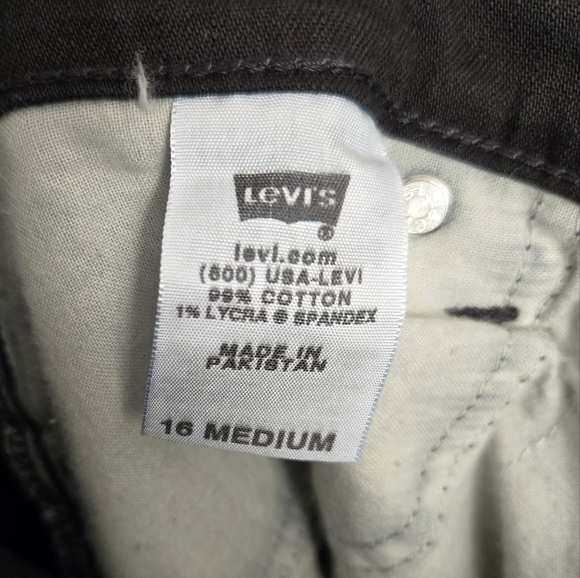 LEVI'S
®
levi.com
(800) USA-LEVI
99% COTTON
1% LYCRA ® SPANDEX
MADE IN
PAKISTAN
16 MEDIUM